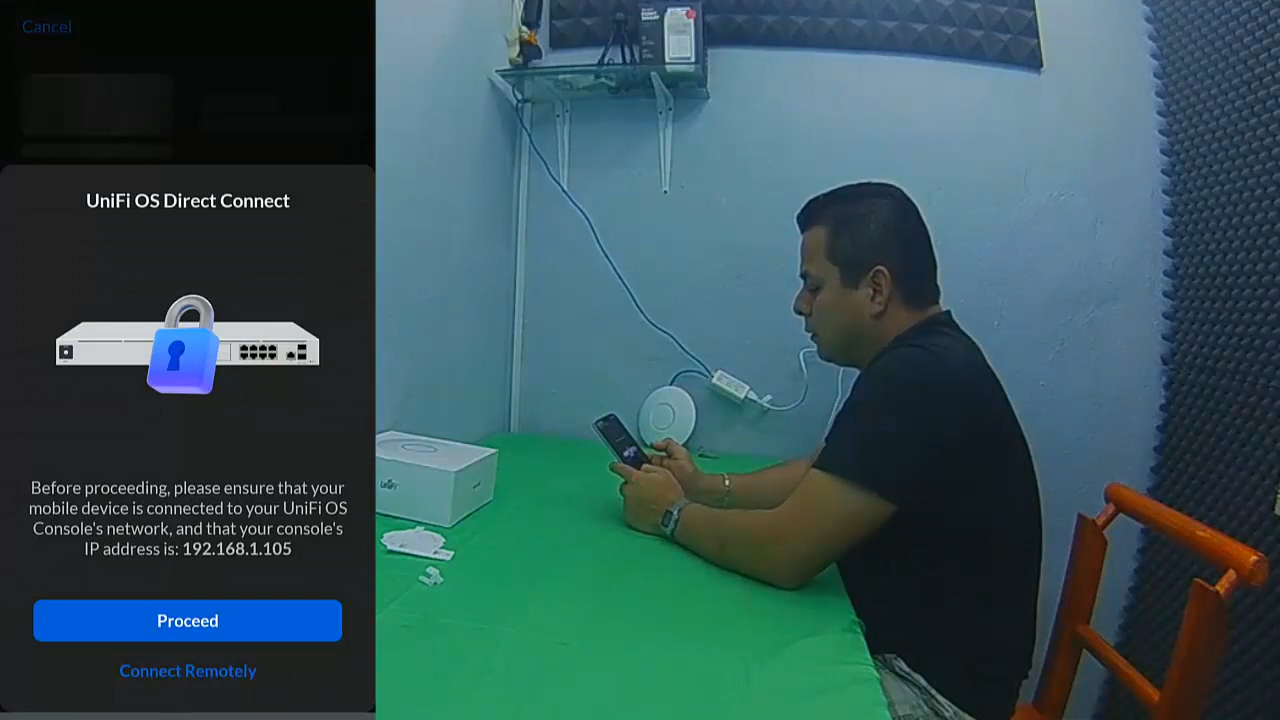 Cancel
UniFi OS Direct Connect
Before proceeding, please ensure that your
mobile device is connected to your UniFi OS
Console's network, and that your console's
IP address is: 192.168.1.105
Proceed
Connect Remotely
UniFi